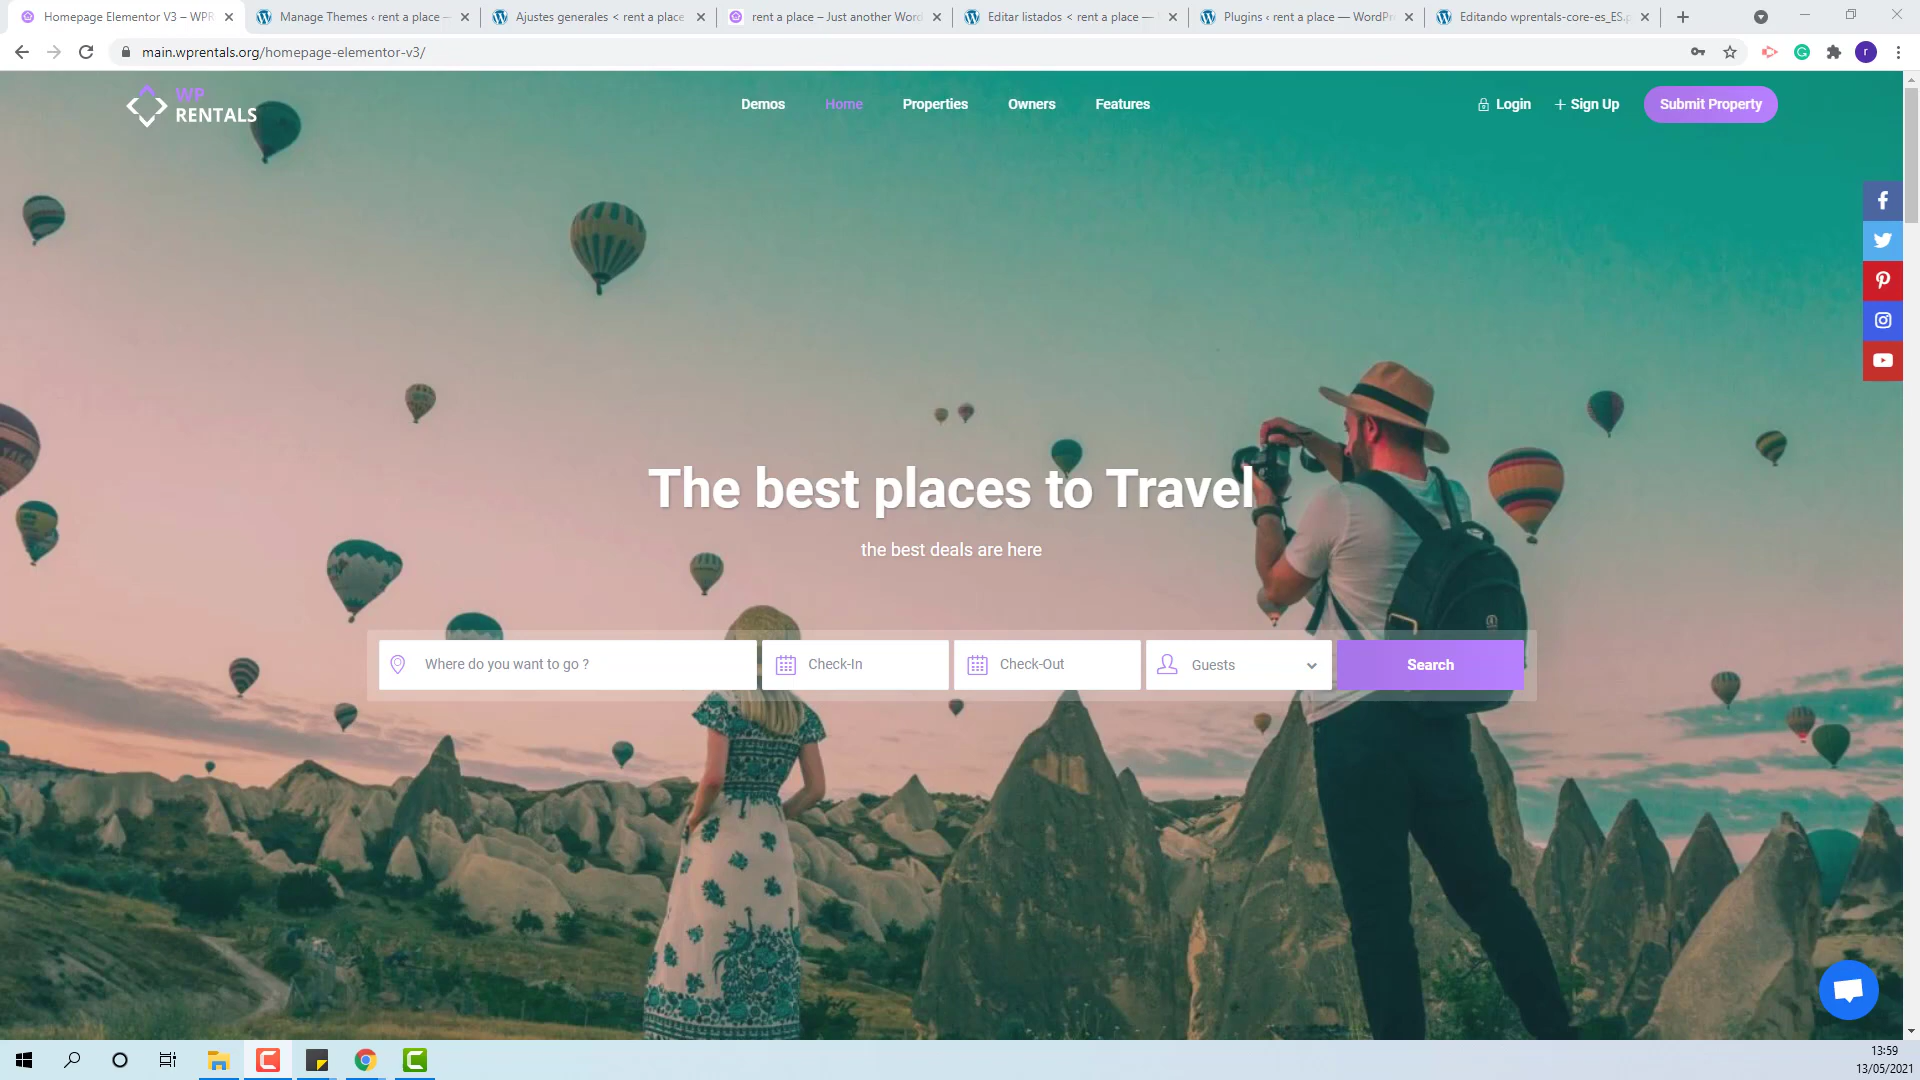 Homepage Elementor V3 – WPR
Manage Themes ‹ rent a place —
Ajustes generales < rent a place
rent a place – Just another Word
Editar listados < rent a place —
Plugins ‹ rent a place — WordPr
Editando wprentals-core-es_ES.p
main.wprentals.org/homepage-elementor-v3/
r
WP
RENTALS
Demos
Home
Properties
Owners
Features
Login
+ Sign Up
Submit Property
The best places to Travel
the best deals are here
Where do you want to go ?
Check-In
Check-Out
Guests
Search
13:59
13/05/2021